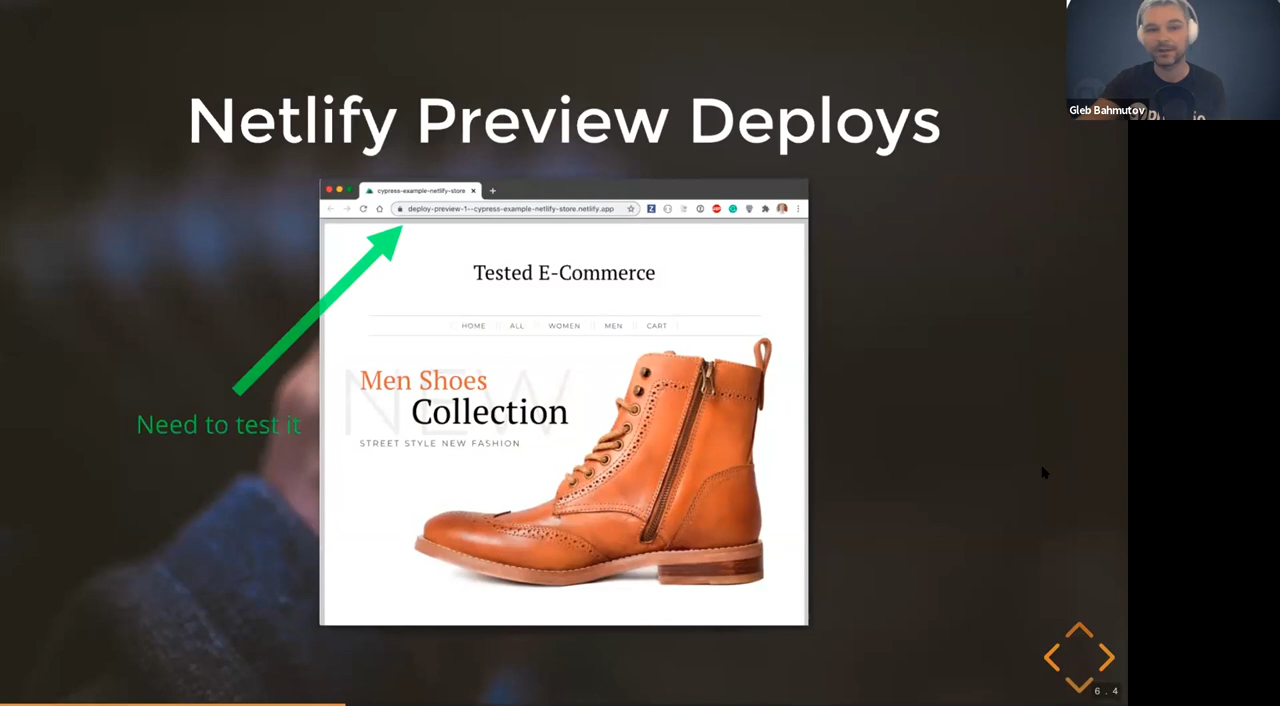 Netlify Preview Deploys
Gleb Bahmutov
cypress-example-netlify-store
deploy-preview-1--cypress-example-netlify-store.netlify.app
Tested E-Commerce
HOME
ALL
WOMEN
MEN
CART
NEW
Men Shoes
Collection
STREET STYLE NEW FASHION
Need to test it
6 . 4